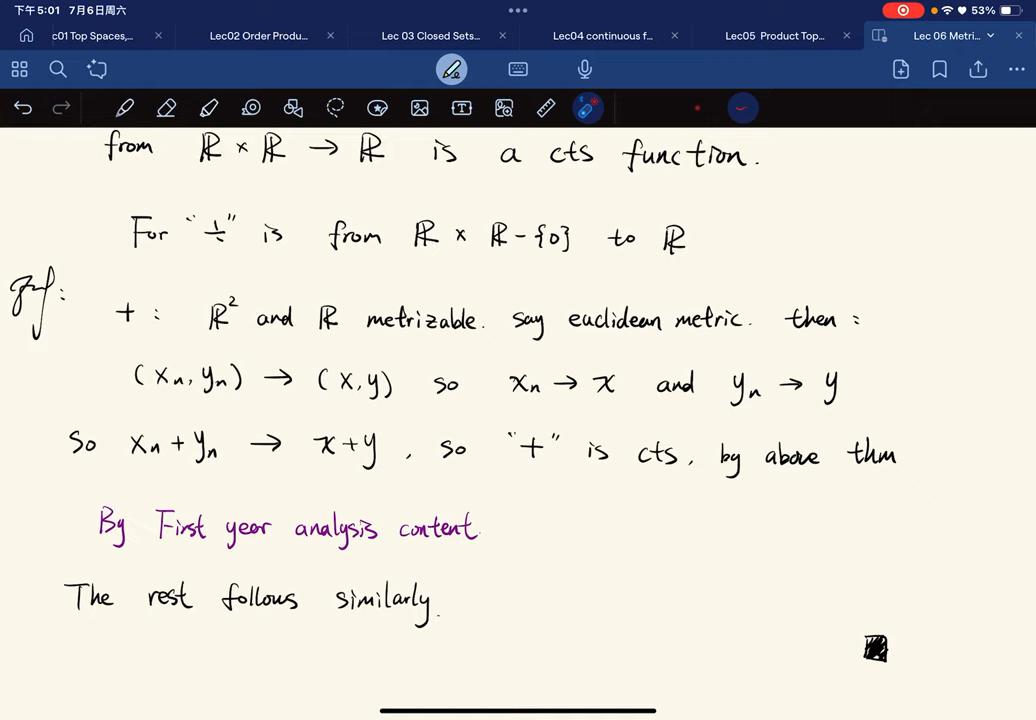 下午5:01 7月6日周六
53%
c01 Top Spaces,...
Lec02 Order Produ...
Lec 03 Closed Sets...
Lec04 continuous f...
Lec05 Product Top...
Lec 06 Metri...
from ℝ × ℝ → ℝ is a cts function.
For "÷" is from ℝ × ℝ - {0} to ℝ
pf:
+ : ℝ² and ℝ metrizable. say euclidean metric. then :
(xn, yn) → (x, y) so xn → x and yn → y
So xn + yn → x + y, so "+" is cts, by above thm
By First year analysis content.
The rest follows similarly.